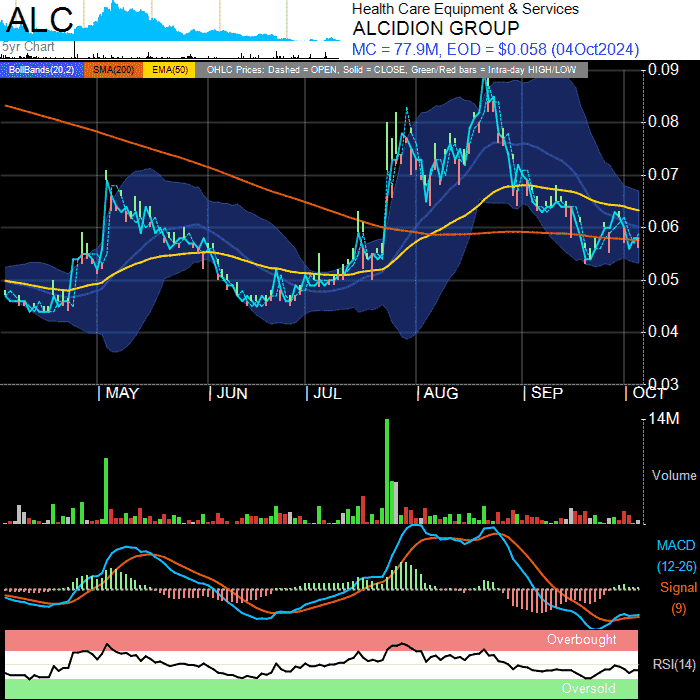 ALC
5yr Chart
Health Care Equipment & Services
ALCIDION GROUP
MC = 77.9M, EOD = $0.058 (04Oct2024)
BollBands(20,2) SMA(200) EMA(50) OHLC Prices: Dashed = OPEN, Solid = CLOSE, Green/Red bars = Intra-day HIGH/LOW
0.09
0.08
0.07
0.06
0.05
0.04
0.03
MAY JUN JUL AUG SEP OCT
14M
Volume
MACD
(12-26)
Signal
(9)
Overbought
RSI(14)
Oversold